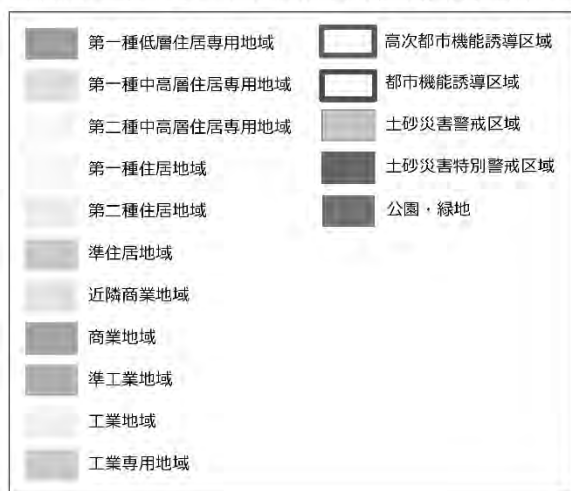 第一種低層住居専用地域
第一種中高層住居専用地域
第二種中高層住居専用地域
第一種住居地域
第二種住居地域
準住居地域
近隣商業地域
商業地域
準工業地域
工業地域
工業専用地域
高次都市機能誘導区域
都市機能誘導区域
土砂災害警戒区域
土砂災害特別警戒区域
公園・緑地